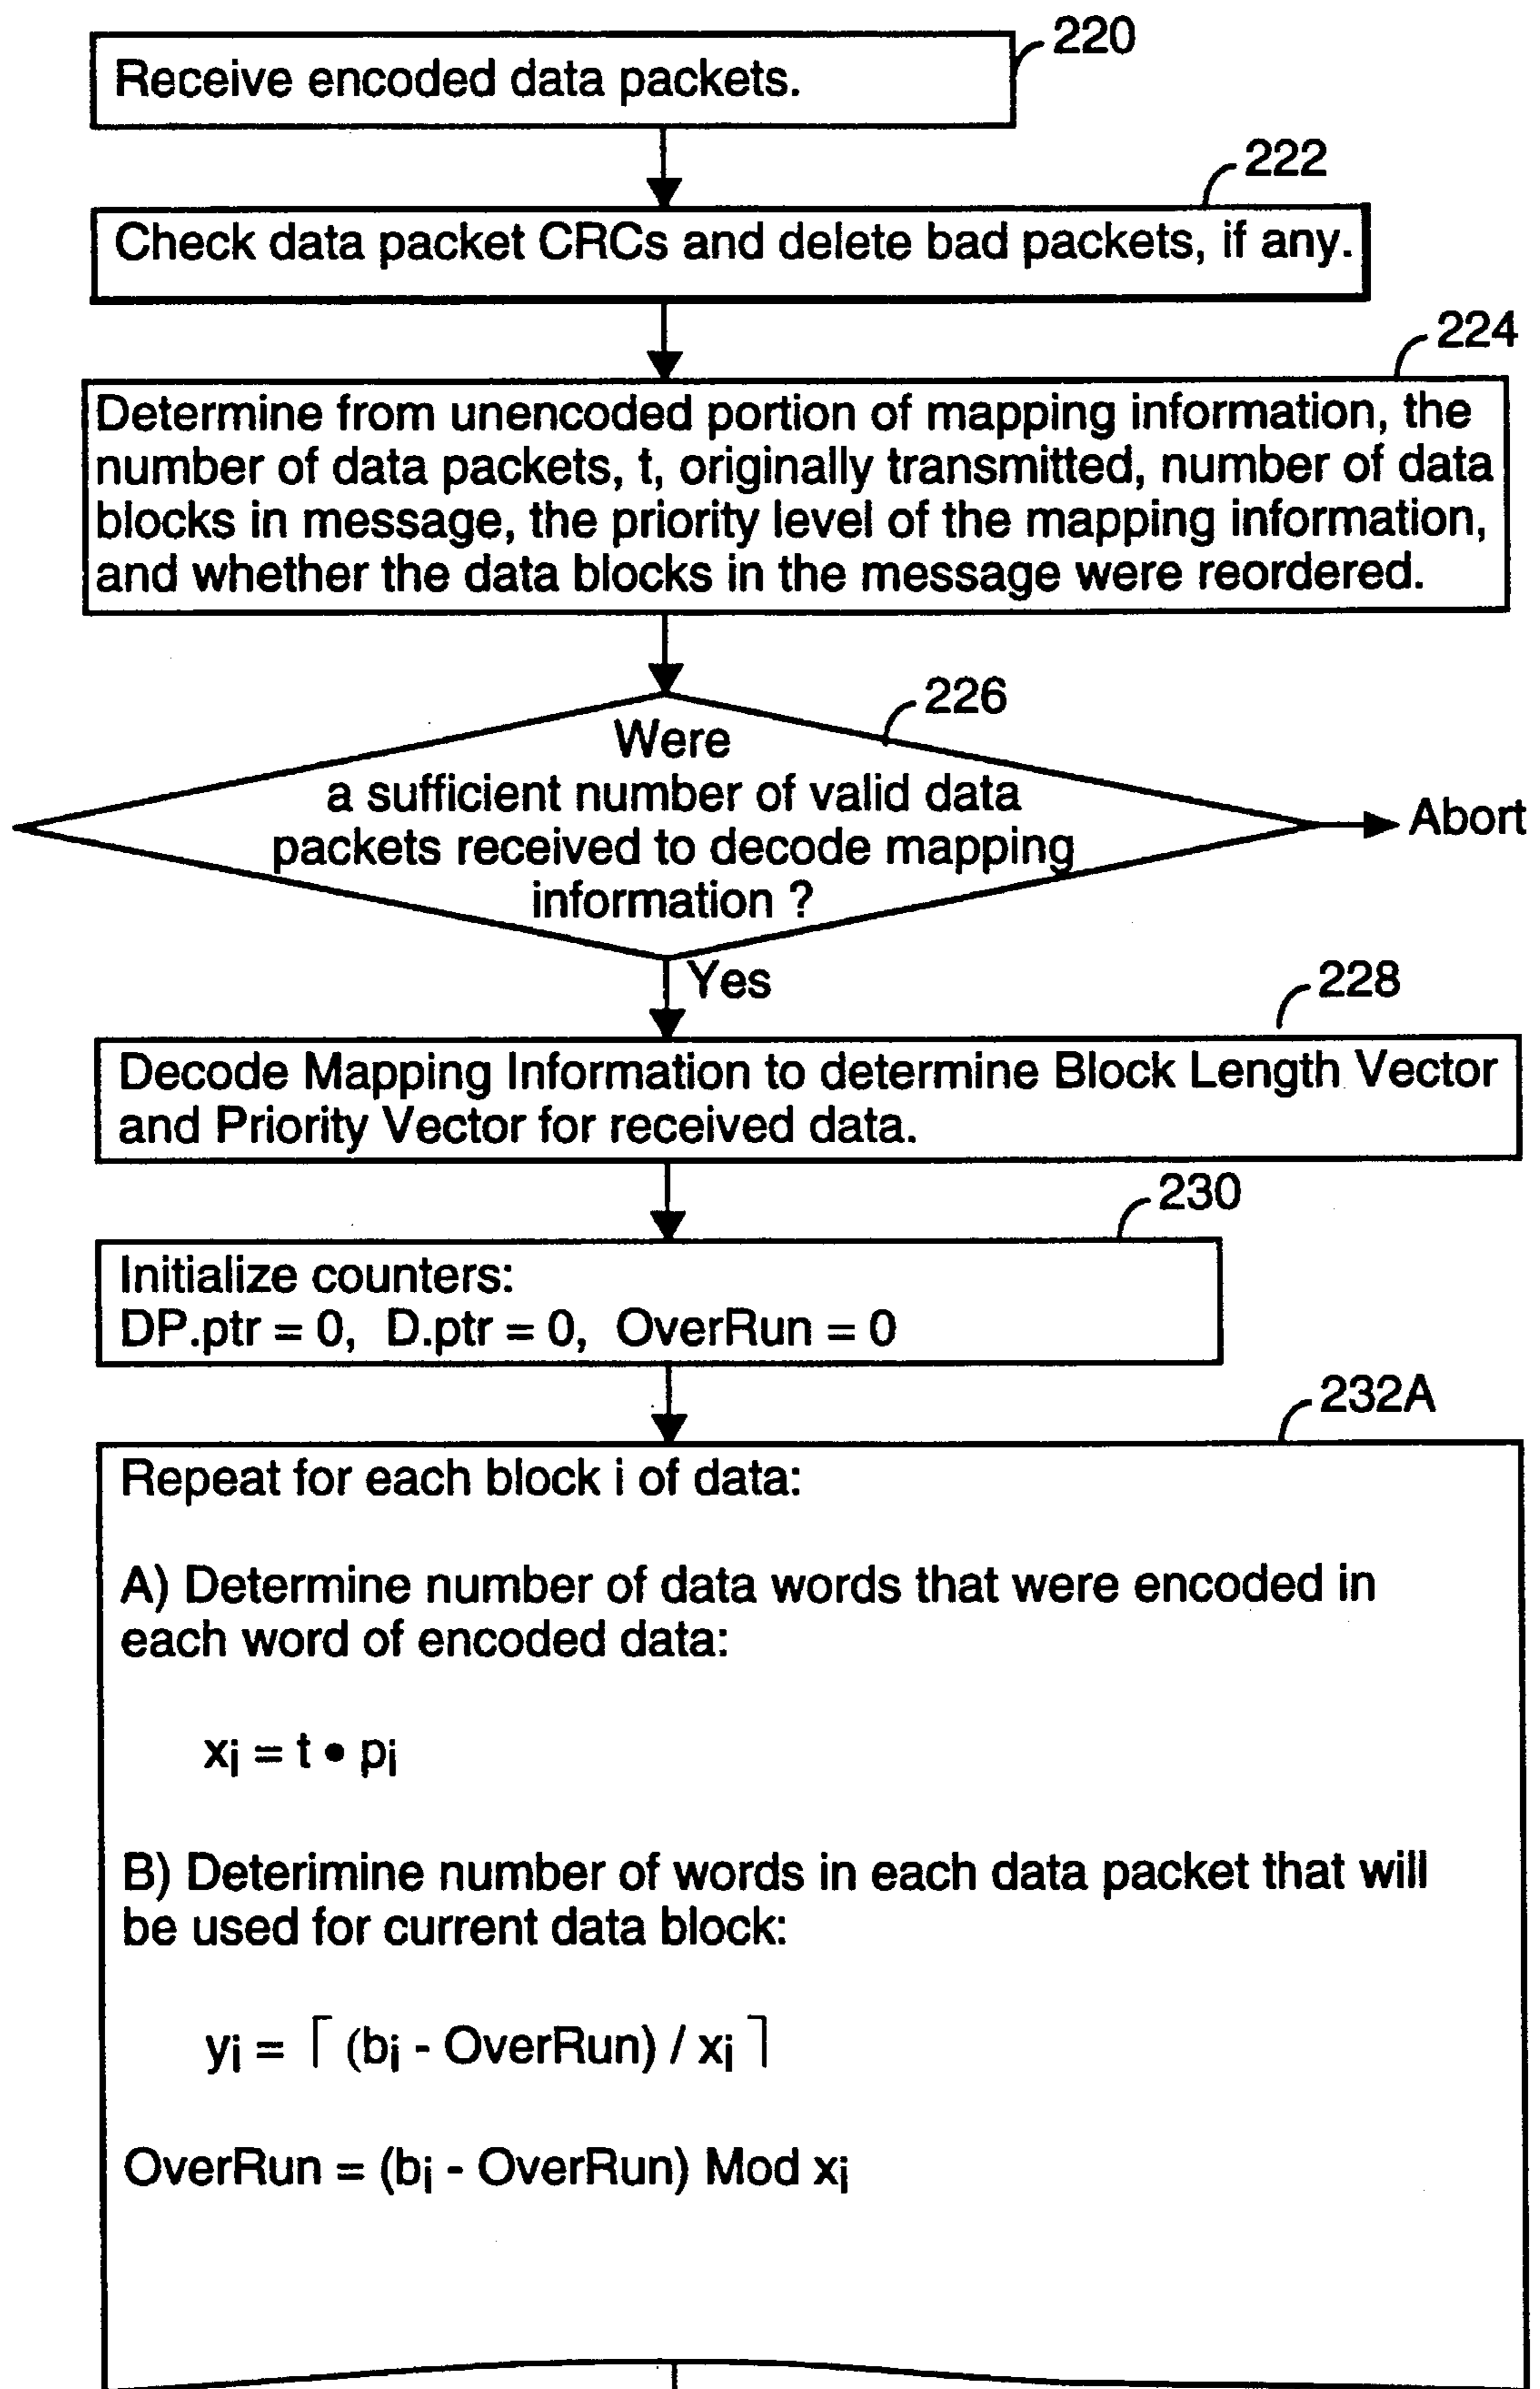 220
Receive encoded data packets.
222
Check data packet CRCs and delete bad packets, if any.
224
Determine from unencoded portion of mapping information, the
number of data packets, t, originally transmitted, number of data
blocks in message, the priority level of the mapping information,
and whether the data blocks in the message were reordered.
226
Were
a sufficient number of valid data
packets received to decode mapping
information ?
Abort
Yes
228
Decode Mapping Information to determine Block Length Vector
and Priority Vector for received data.
230
Initialize counters:
DP.ptr = 0, D.ptr = 0, OverRun = 0
232A
Repeat for each block i of data:
A) Determine number of data words that were encoded in
each word of encoded data:
xi = t • pi
B) Deterimine number of words in each data packet that will
be used for current data block:
yi = ⌈ (bi - OverRun) / xi ⌉
OverRun = (bi - OverRun) Mod xi